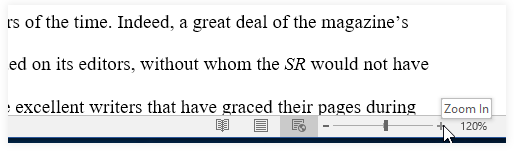 rs of the time. Indeed, a great deal of the magazine’s
ed on its editors, without whom the SR would not have
excellent writers that have graced their pages during
Zoom In
120%